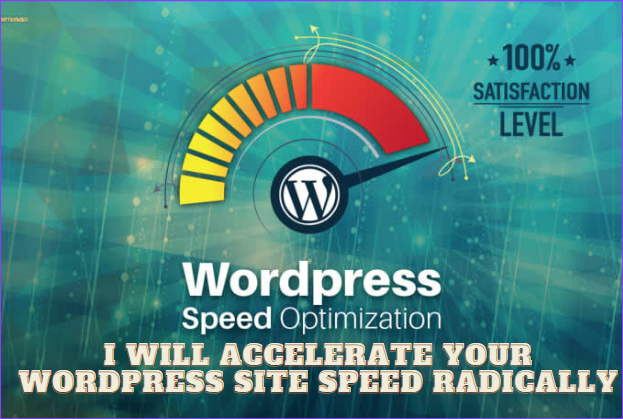 ★ 100% ★
SATISFACTION
LEVEL
W
Wordpress
Speed Optimization
I WILL ACCELERATE YOUR
WORDPRESS SITE SPEED RADICALLY